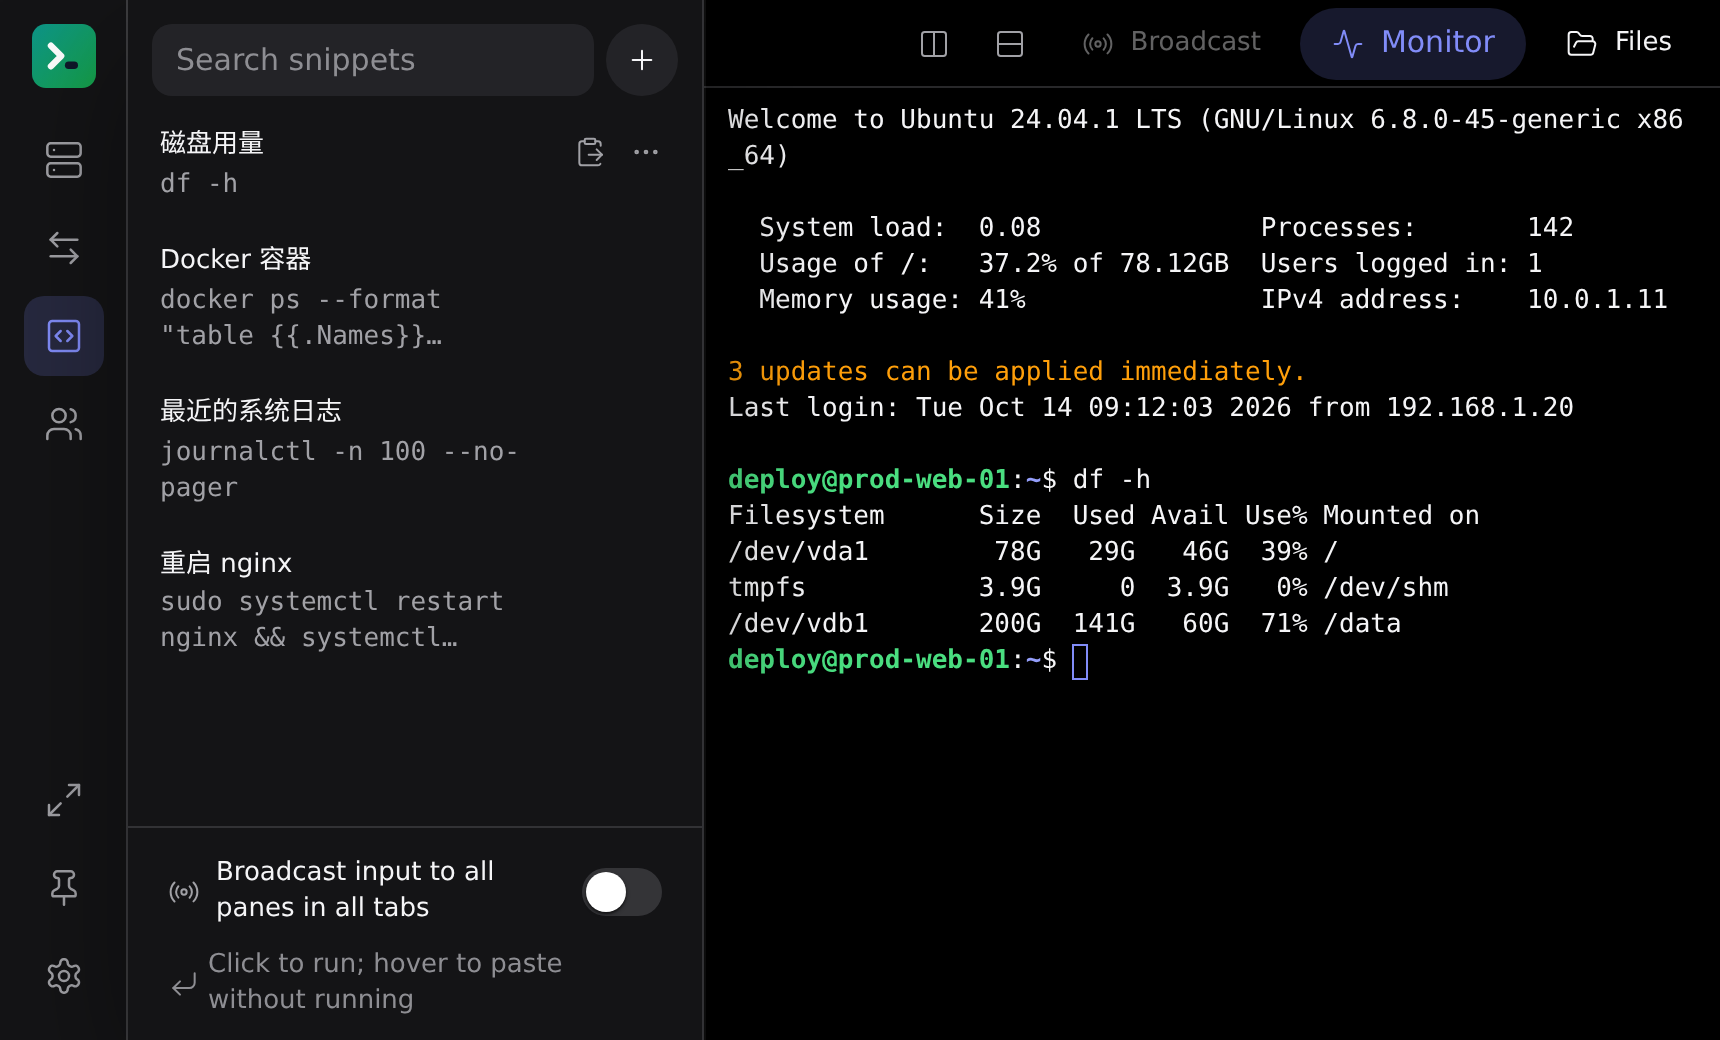 Search snippets
磁盘用量
df -h
Docker 容器
docker ps --format
"table {{.Names}}…
最近的系统日志
journalctl -n 100 --no-
pager
重启 nginx
sudo systemctl restart
nginx && systemctl…
Broadcast input to all
panes in all tabs
Click to run; hover to paste
without running
Broadcast Monitor Files
Welcome to Ubuntu 24.04.1 LTS (GNU/Linux 6.8.0-45-generic x86
_64)
System load: 0.08 Processes: 142
Usage of /: 37.2% of 78.12GB Users logged in: 1
Memory usage: 41% IPv4 address: 10.0.1.11
3 updates can be applied immediately.
Last login: Tue Oct 14 09:12:03 2026 from 192.168.1.20
deploy@prod-web-01:~$ df -h
Filesystem Size Used Avail Use% Mounted on
/dev/vda1 78G 29G 46G 39% /
tmpfs 3.9G 0 3.9G 0% /dev/shm
/dev/vdb1 200G 141G 60G 71% /data
deploy@prod-web-01:~$